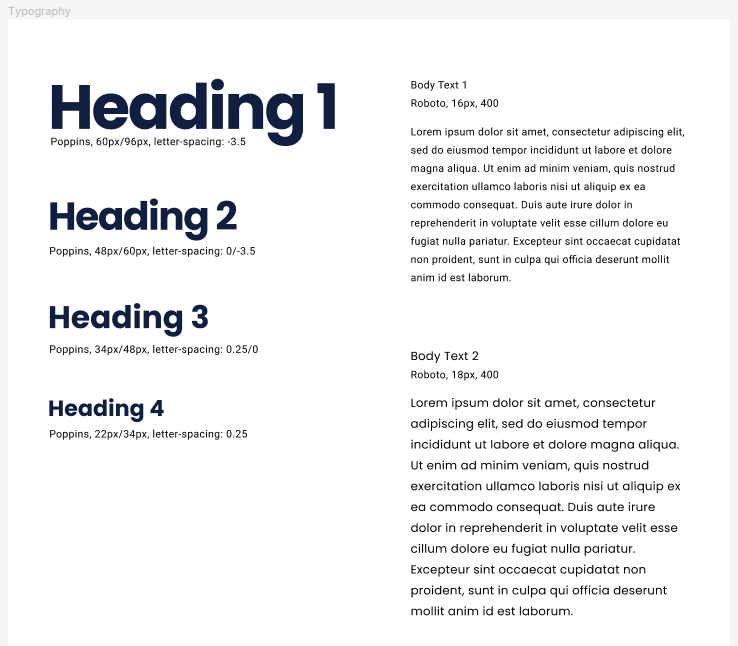 Typography
Heading 1
Poppins, 60px/96px, letter-spacing: -3.5
Heading 2
Poppins, 48px/60px, letter-spacing: 0/-3.5
Heading 3
Poppins, 34px/48px, letter-spacing: 0.25/0
Heading 4
Poppins, 22px/34px, letter-spacing: 0.25
Body Text 1
Roboto, 16px, 400
Lorem ipsum dolor sit amet, consectetur adipiscing elit,
sed do eiusmod tempor incididunt ut labore et dolore
magna aliqua. Ut enim ad minim veniam, quis nostrud
exercitation ullamco laboris nisi ut aliquip ex ea
commodo consequat. Duis aute irure dolor in
reprehenderit in voluptate velit esse cillum dolore eu
fugiat nulla pariatur. Excepteur sint occaecat cupidatat
non proident, sunt in culpa qui officia deserunt mollit
anim id est laborum.
Body Text 2
Roboto, 18px, 400
Lorem ipsum dolor sit amet, consectetur
adipiscing elit, sed do eiusmod tempor
incididunt ut labore et dolore magna aliqua.
Ut enim ad minim veniam, quis nostrud
exercitation ullamco laboris nisi ut aliquip ex
ea commodo consequat. Duis aute irure
dolor in reprehenderit in voluptate velit esse
cillum dolore eu fugiat nulla pariatur.
Excepteur sint occaecat cupidatat non
proident, sunt in culpa qui officia deserunt
mollit anim id est laborum.